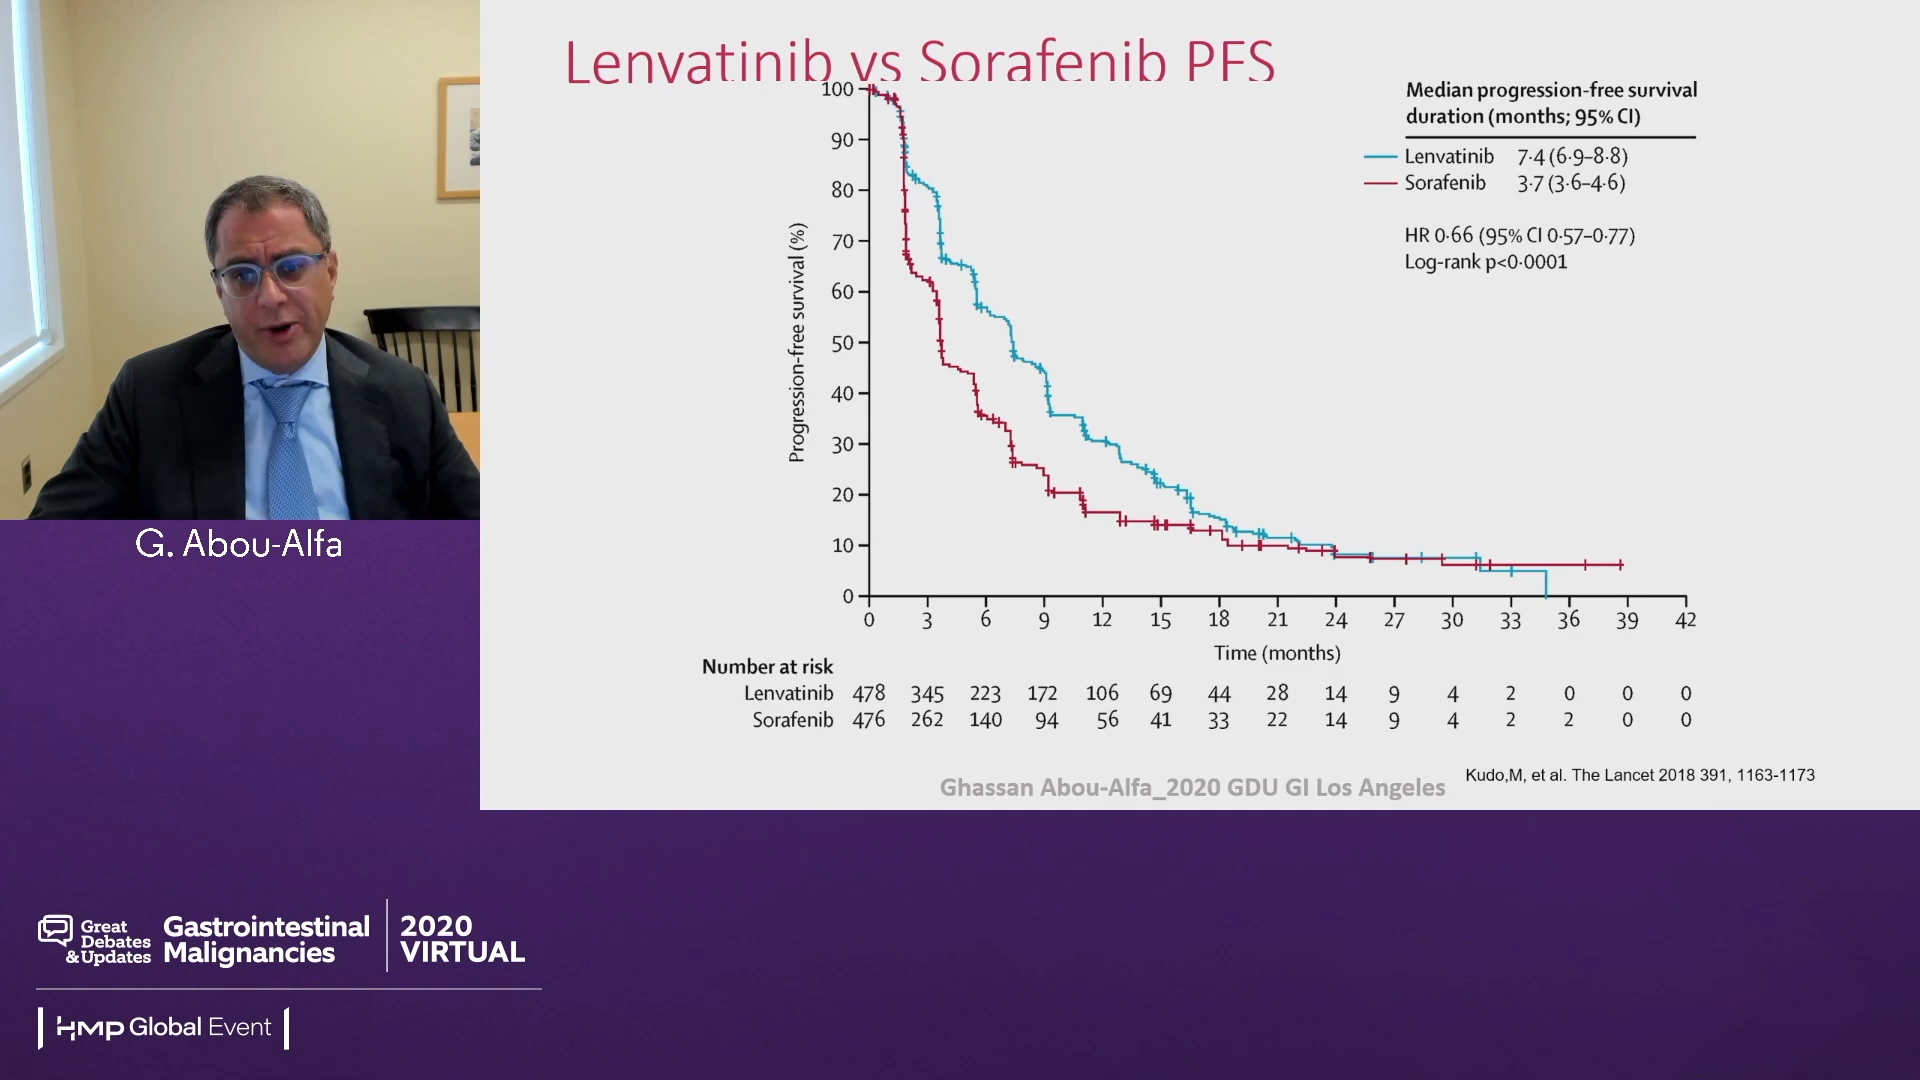 Lenvatinib vs Sorafenib PFS
Median progression-free survival
duration (months; 95% CI)
Lenvatinib 7·4 (6·9–8·8)
Sorafenib 3·7 (3·6–4·6)
HR 0·66 (95% CI 0·57–0·77)
Log-rank p<0·0001
Progression-free survival (%)
100
90
80
70
60
50
40
30
20
10
0
0 3 6 9 12 15 18 21 24 27 30 33 36 39 42
Time (months)
Number at risk
Lenvatinib 478 345 223 172 106 69 44 28 14 9 4 2 0 0 0
Sorafenib 476 262 140 94 56 41 33 22 14 9 4 2 2 0 0
Kudo,M, et al. The Lancet 2018 391, 1163-1173
Ghassan Abou-Alfa_2020 GDU GI Los Angeles
G. Abou-Alfa
Great
Debates
&Updates
Gastrointestinal
Malignancies
2020
VIRTUAL
HMP Global Event